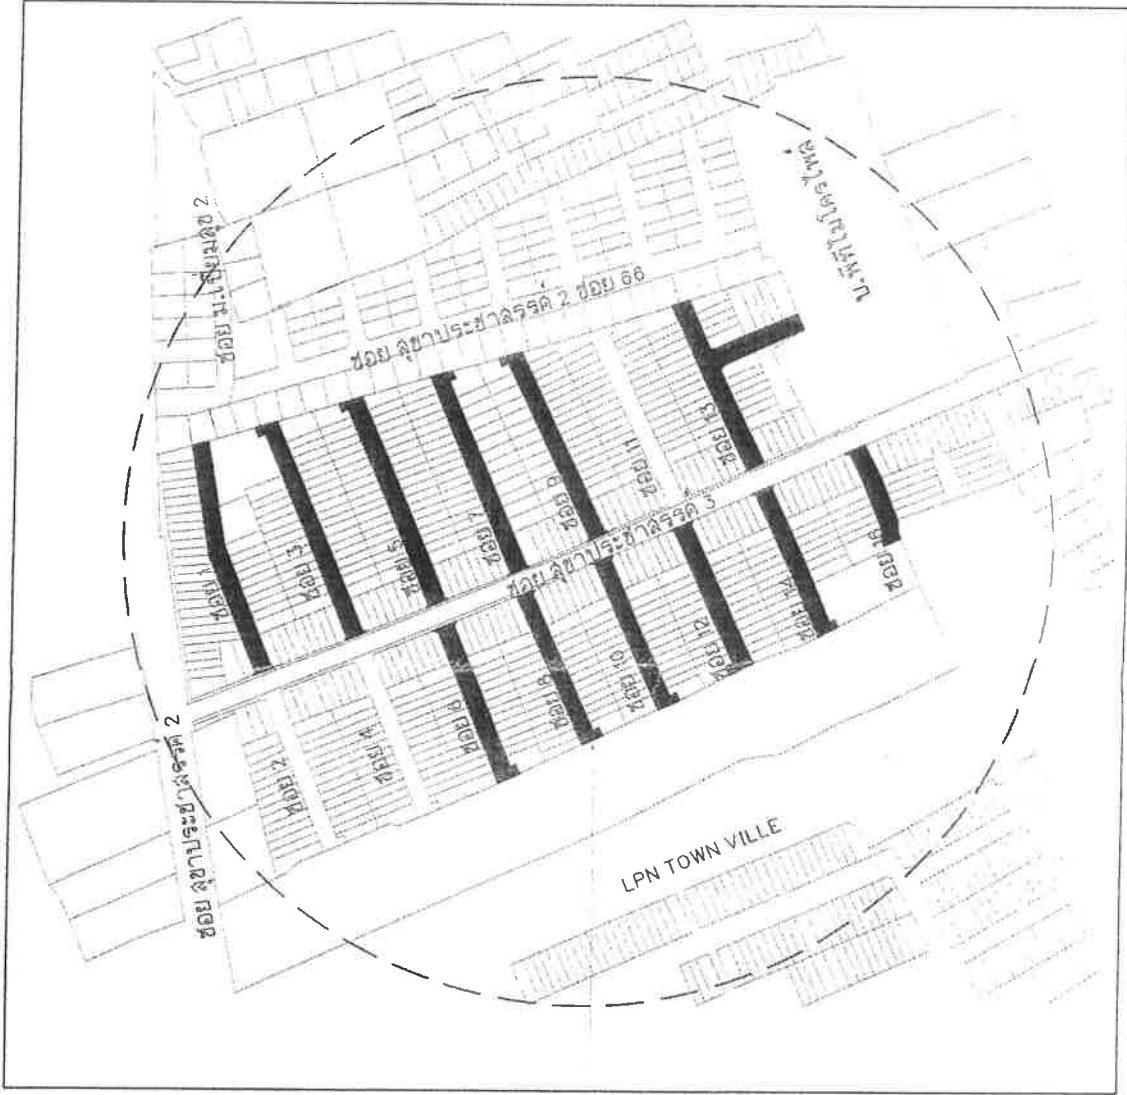 ซอย ม.เปี่ยมสุข 2
บ.พิทไมโครไพล์
ซอย สุขาประชาสรรค์ 2 ซอย 66
ซอย 13
ซอย 11
ซอย 9
ซอย 7
ซอย 5
ซอย 3
ซอย 1
ซอย สุขาประชาสรรค์ 3
ซอย 16
ซอย 14
ซอย 12
ซอย 10
ซอย 8
ซอย 6
ซอย 4
ซอย 2
ซอย สุขาประชาสรรค์ 2
LPN TOWN VILLE